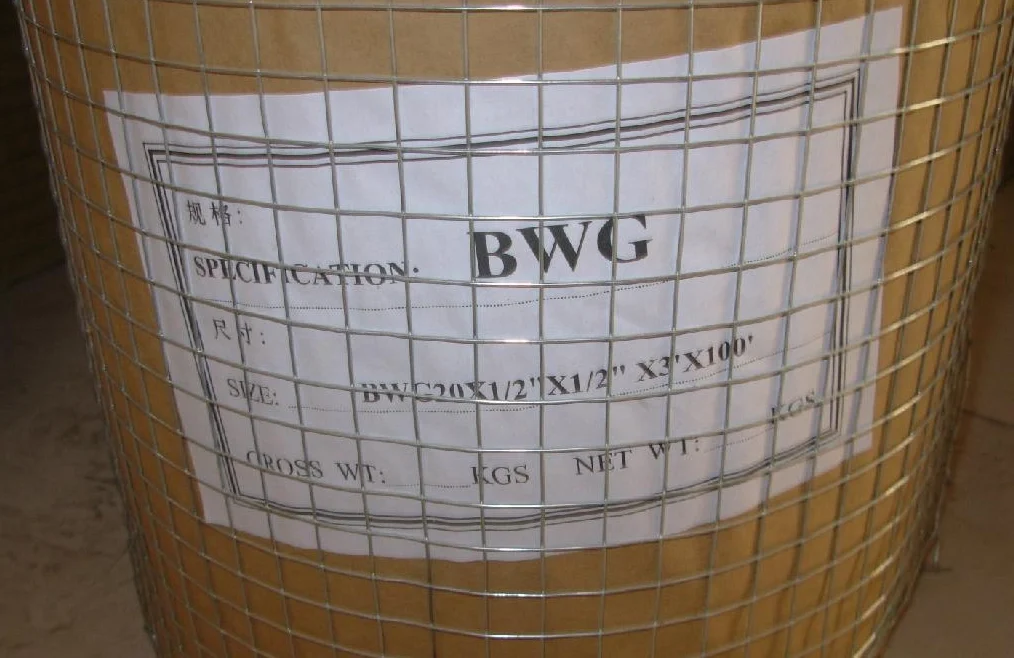 规格:
SPECIFICATION: BWG
尺寸:
SIZE: BWG20X1/2"X1/2" X3'X100'
GROSS WT: KGS NET WT: KGS